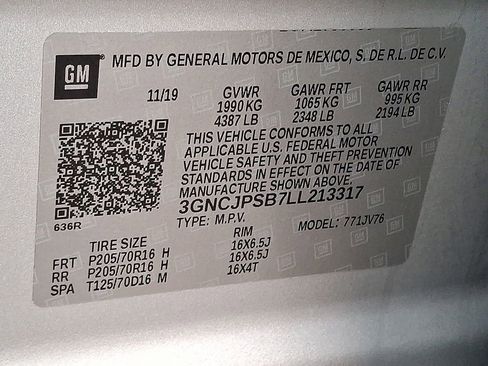 GM
MFD BY GENERAL MOTORS DE MEXICO, S. DE R.L. DE C.V.
11/19 GVWR GAWR FRT GAWR RR
1990 KG 1065 KG 995 KG
4387 LB 2348 LB 2194 LB
THIS VEHICLE CONFORMS TO ALL
APPLICABLE U.S. FEDERAL MOTOR
VEHICLE SAFETY AND THEFT PREVENTION
STANDARDS IN EFFECT ON THE DATE OF
MANUFACTURE SHOWN ABOVE.
3GNCJPSB7LL213317
636R
TYPE: M.P.V. MODEL: 771JV76
TIRE SIZE RIM
FRT P205/70R16 H 16X6.5J
RR P205/70R16 H 16X6.5J
SPA T125/70D16 M 16X4T